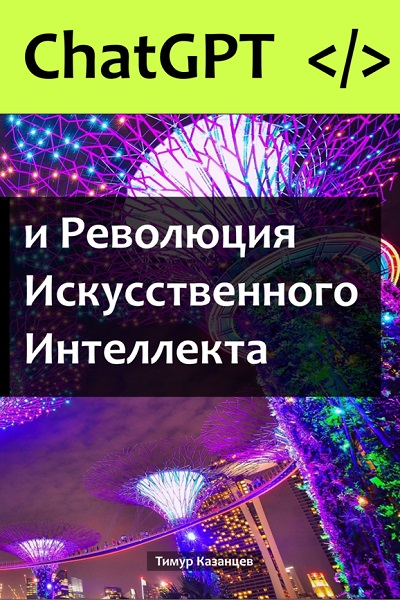 ChatGPT </>
и Революция
Искусственного
Интеллекта
Тимур Казанцев